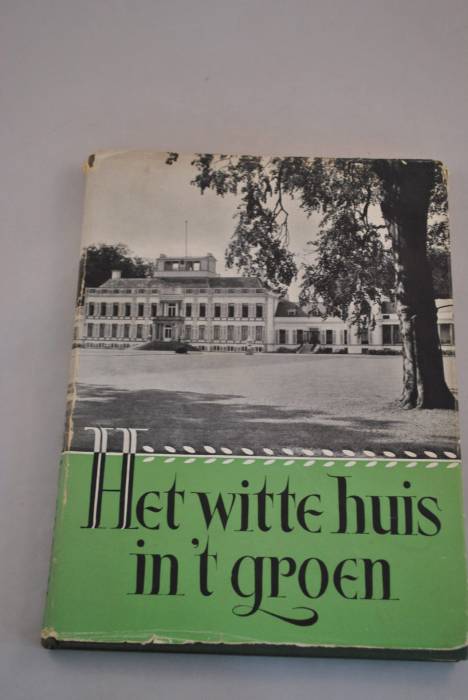 Het witte huis
in 't groen